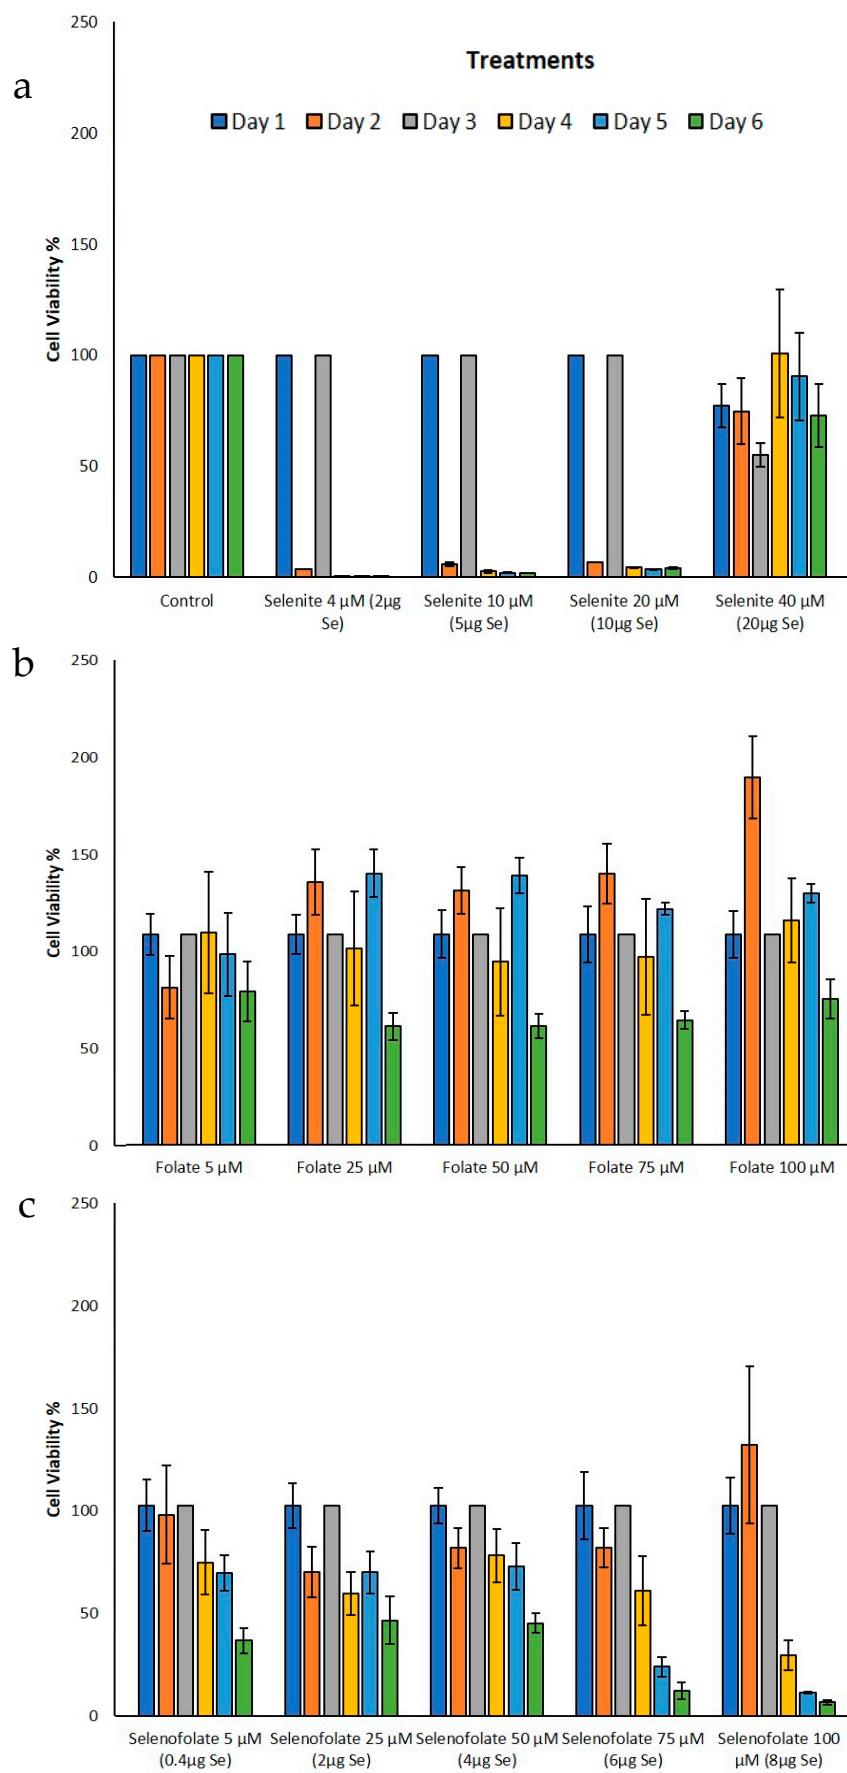 a
Treatments
Day 1 Day 2 Day 3 Day 4 Day 5 Day 6
Cell Viability %
250
200
150
100
50
0
Control
Selenite 4 µM (2µg
Se)
Selenite 10 µM
(5µg Se)
Selenite 20 µM
(10µg Se)
Selenite 40 µM
(20µg Se)
b
Cell Viability %
250
200
150
100
50
0
Folate 5 µM
Folate 25 µM
Folate 50 µM
Folate 75 µM
Folate 100 µM
c
Cell Viability %
250
200
150
100
50
0
Selenofolate 5 µM
(0.4µg Se)
Selenofolate 25 µM
(2µg Se)
Selenofolate 50 µM
(4µg Se)
Selenofolate 75 µM
(6µg Se)
Selenofolate 100
µM (8µg Se)